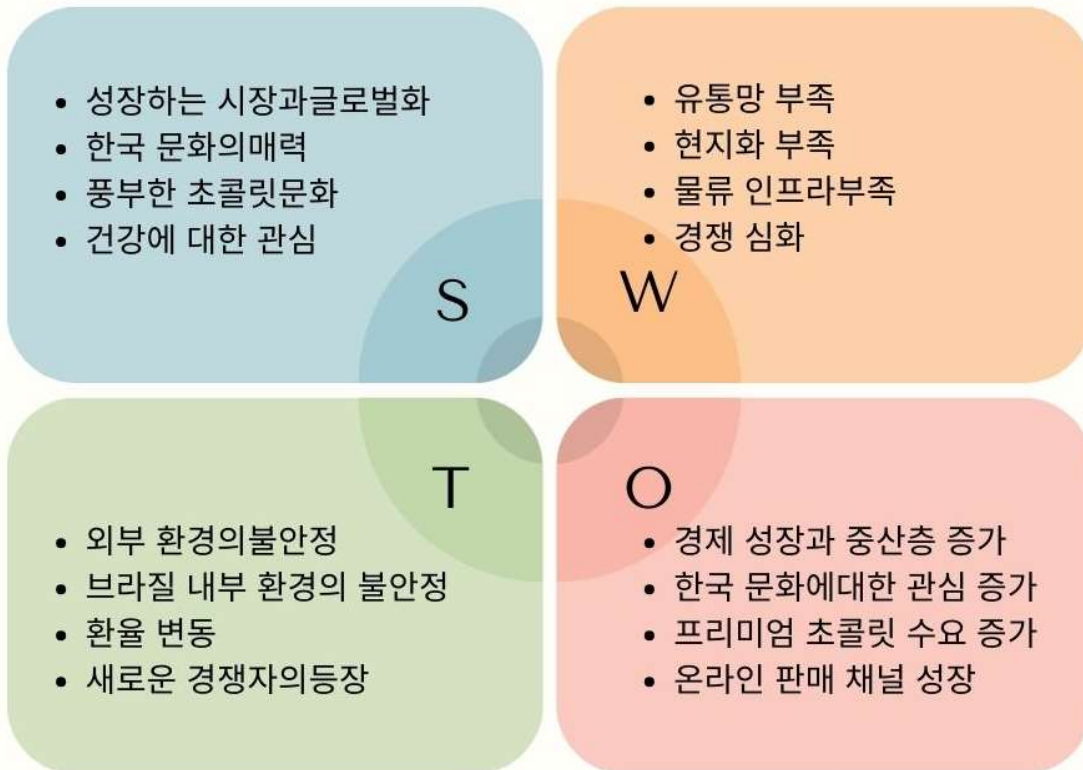 • 성장하는 시장과글로벌화
• 한국 문화의매력
• 풍부한 초콜릿문화
• 건강에 대한 관심
S
• 유통망 부족
• 현지화 부족
• 물류 인프라부족
• 경쟁 심화
W
T
• 외부 환경의불안정
• 브라질 내부 환경의 불안정
• 환율 변동
• 새로운 경쟁자의등장
O
• 경제 성장과 중산층 증가
• 한국 문화에대한 관심 증가
• 프리미엄 초콜릿 수요 증가
• 온라인 판매 채널 성장